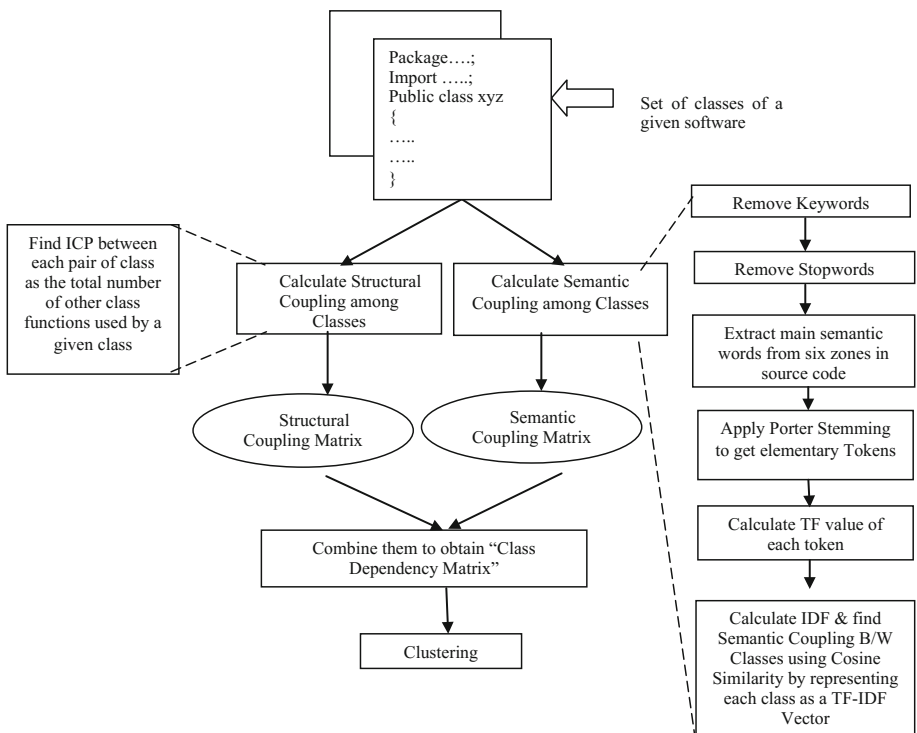 Package….;
Import …..;
Public class xyz
{
…..
…..
}
Set of classes of a
given software
Find ICP between
each pair of class
as the total number
of other class
functions used by a
given class
Calculate Structural
Coupling among
Classes
Calculate Semantic
Coupling among Classes
Structural
Coupling Matrix
Semantic
Coupling Matrix
Combine them to obtain “Class
Dependency Matrix”
Clustering
Remove Keywords
Remove Stopwords
Extract main semantic
words from six zones in
source code
Apply Porter Stemming
to get elementary Tokens
Calculate TF value of
each token
Calculate IDF & find
Semantic Coupling B/W
Classes using Cosine
Similarity by representing
each class as a TF-IDF
Vector